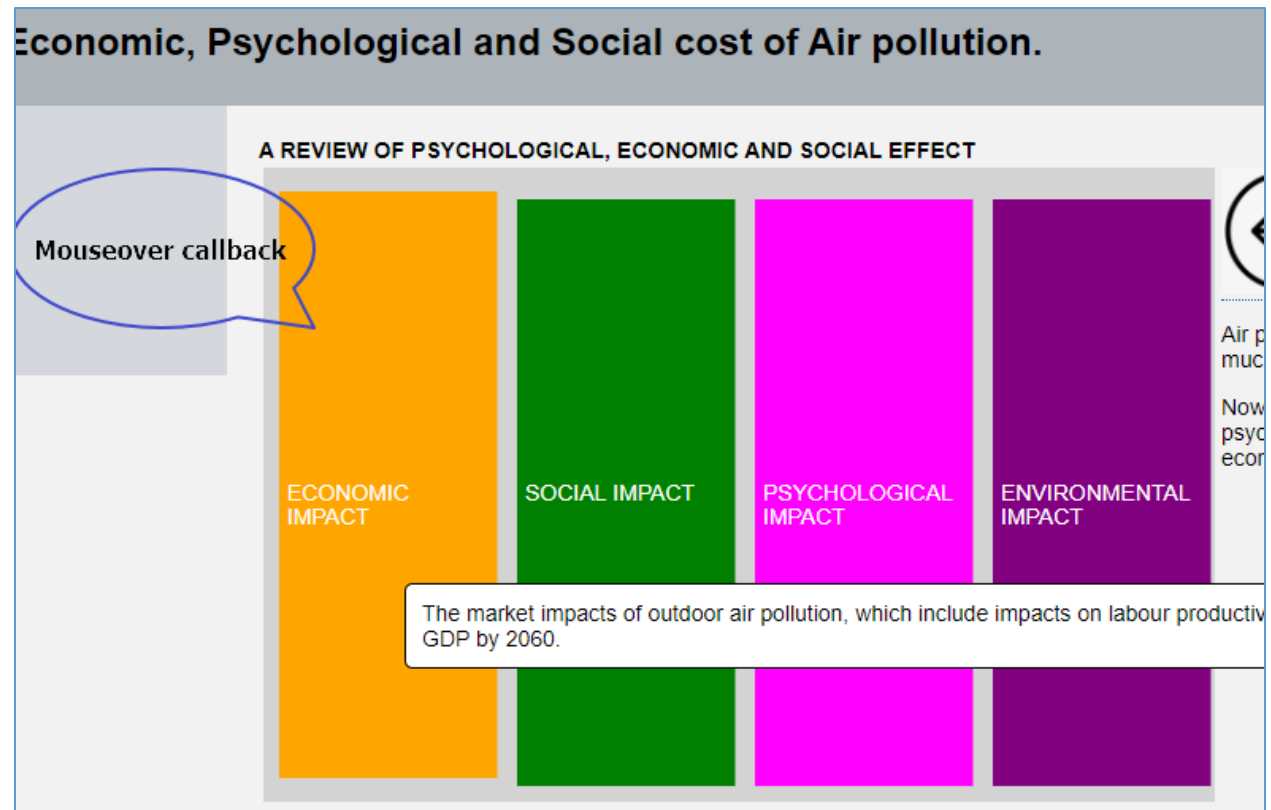 Economic, Psychological and Social cost of Air pollution.
A REVIEW OF PSYCHOLOGICAL, ECONOMIC AND SOCIAL EFFECT
Mouseover callback
ECONOMIC
IMPACT
SOCIAL IMPACT
PSYCHOLOGICAL
IMPACT
ENVIRONMENTAL
IMPACT
The market impacts of outdoor air pollution, which include impacts on labour
GDP by 2060.
Air
Now